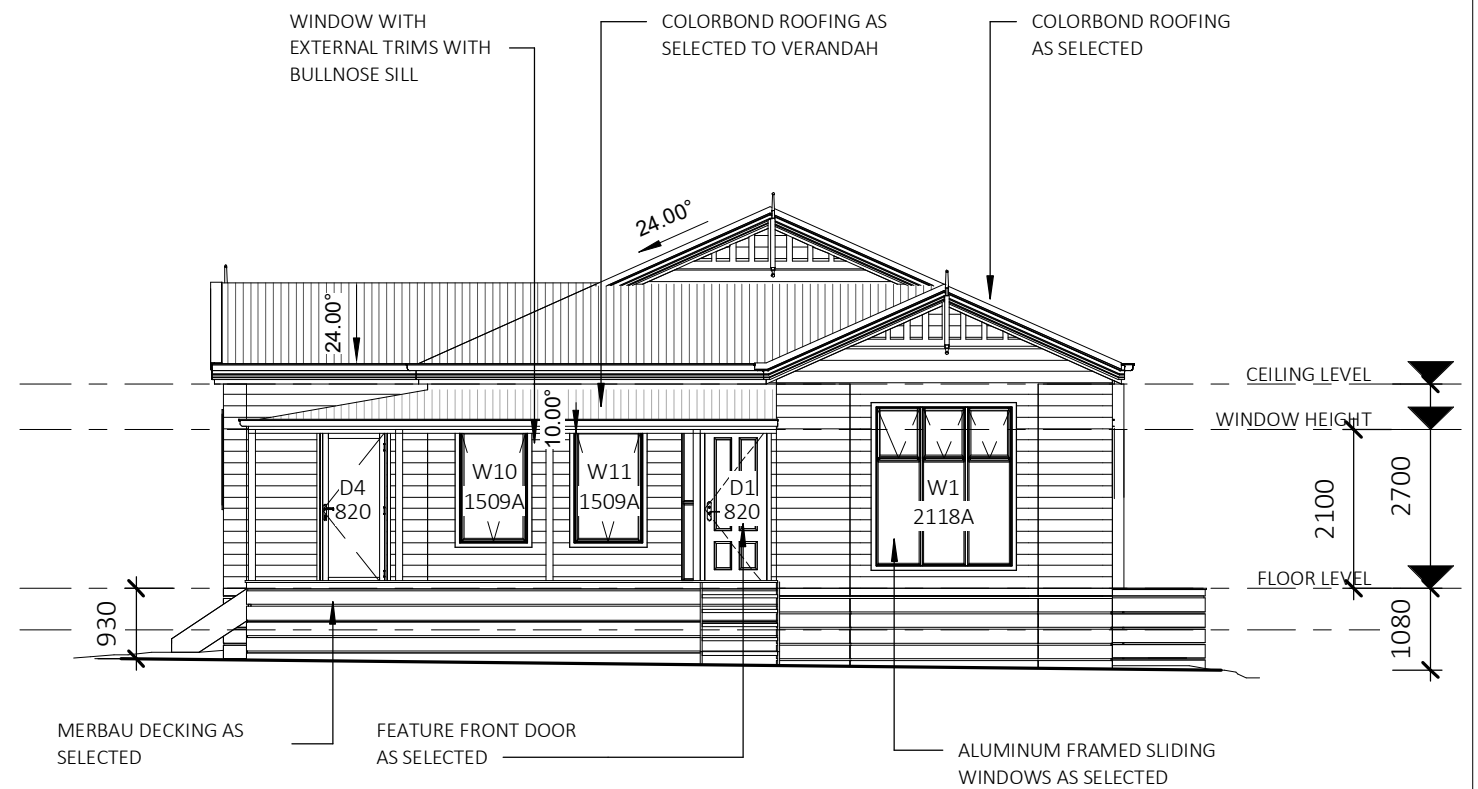 WINDOW WITH
EXTERNAL TRIMS WITH
BULLNOSE SILL
COLORBOND ROOFING AS
SELECTED TO VERANDAH
COLORBOND ROOFING
AS SELECTED
24.00°
24.00°
10.00°
CEILING LEVEL
WINDOW HEIGHT
FLOOR LEVEL
2100
2700
1080
930
D4
820
W10
1509A
W11
1509A
D1
820
W1
2118A
MERBAU DECKING AS
SELECTED
FEATURE FRONT DOOR
AS SELECTED
ALUMINUM FRAMED SLIDING
WINDOWS AS SELECTED